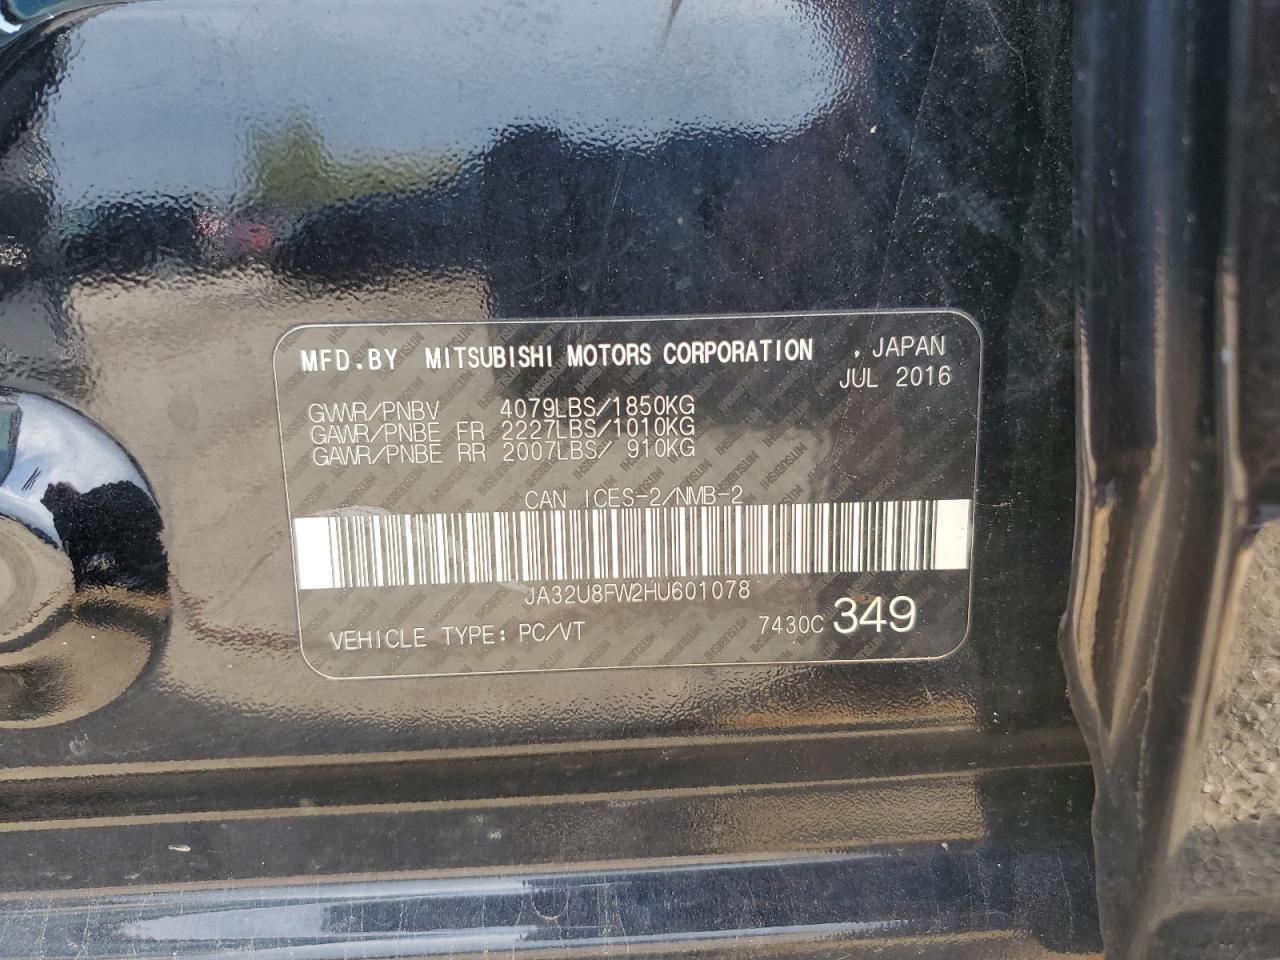 MFD.BY MITSUBISHI MOTORS CORPORATION , JAPAN
JUL 2016
GVWR/PNBV 4079LBS/1850KG
GAWR/PNBE FR 2227LBS/1010KG
GAWR/PNBE RR 2007LBS/ 910KG
CAN ICES-2/NMB-2
JA32U8FW2HU601078
VEHICLE TYPE: PC/VT 7430C 349